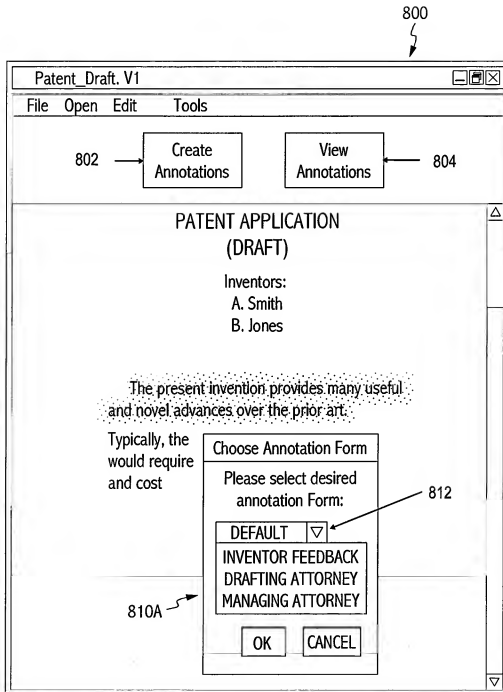 800
Patent_Draft. V1
File Open Edit Tools
802
Create
Annotations
View
Annotations
804
PATENT APPLICATION
(DRAFT)
Inventors:
A. Smith
B. Jones
The present invention provides many useful
and novel advances over the prior art.
Typically, the
would require
and cost
Choose Annotation Form
Please select desired
annotation Form:
812
DEFAULT
INVENTOR FEEDBACK
DRAFTING ATTORNEY
MANAGING ATTORNEY
810A
OK CANCEL